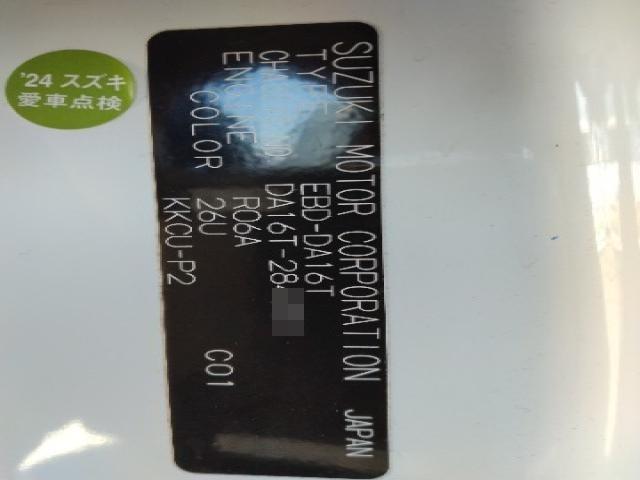 '24 スズキ
愛車点検
SUZUKI MOTOR CORPORATION JAPAN
TYPE EBD-DA16T
DA16T-28
ENGINE R06A
COLOR 26U C01
KKCU-P2